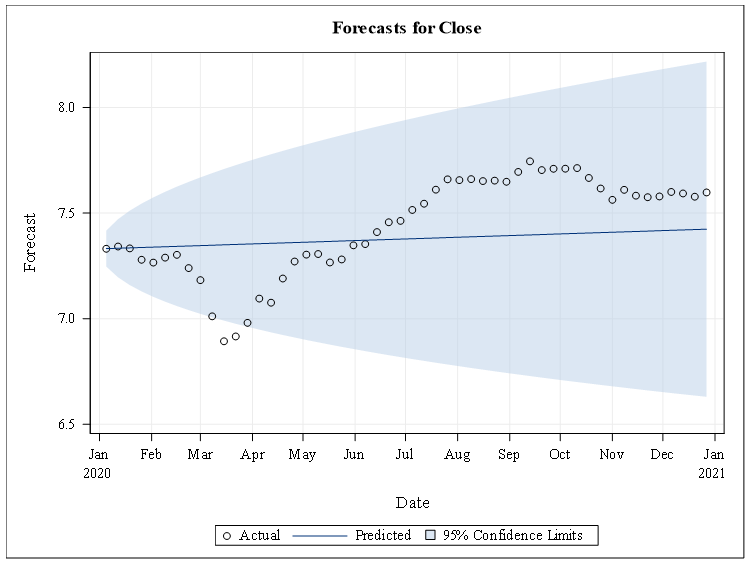 Forecasts for Close
8.0
7.5
7.0
6.5
Forecast
Jan Feb Mar Apr May Jun Jul Aug Sep Oct Nov Dec Jan
2020 2021
Date
Actual Predicted 95% Confidence Limits